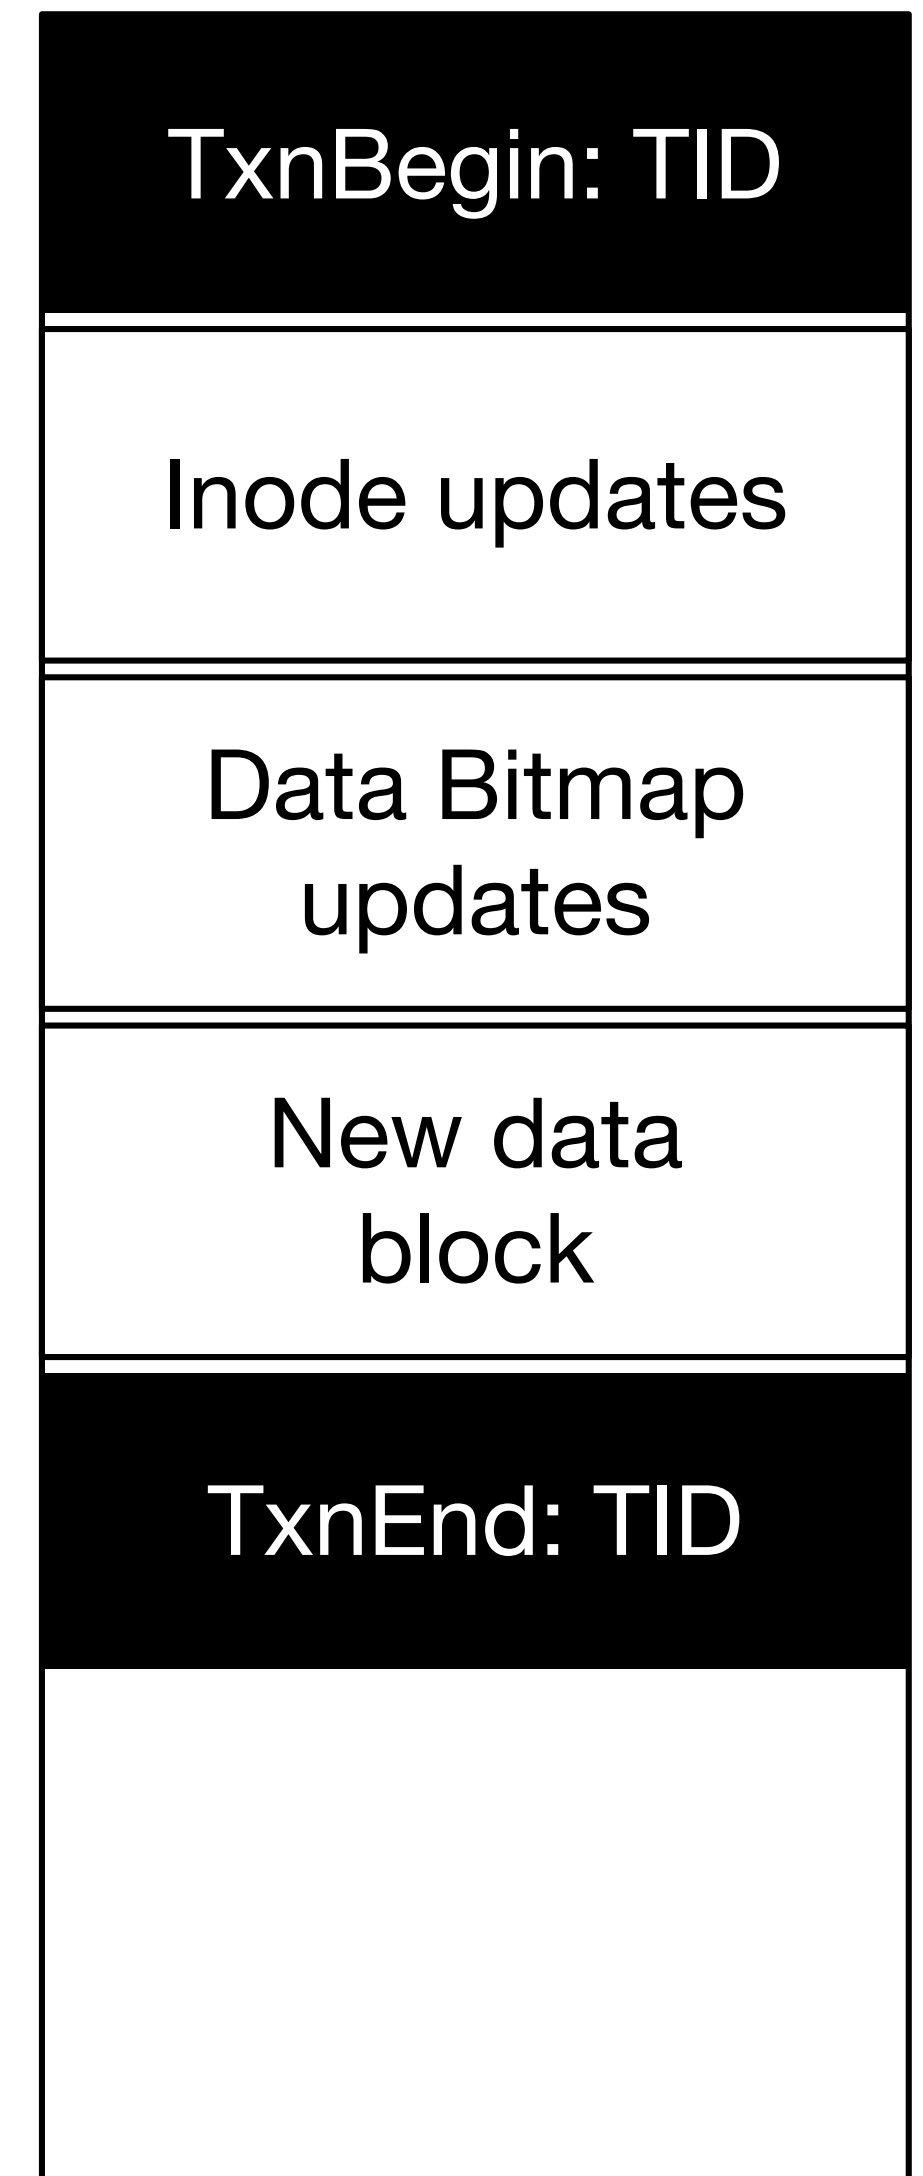 TxnBegin: TID
Inode updates
Data Bitmap
updates
New data
block
TxnEnd: TID